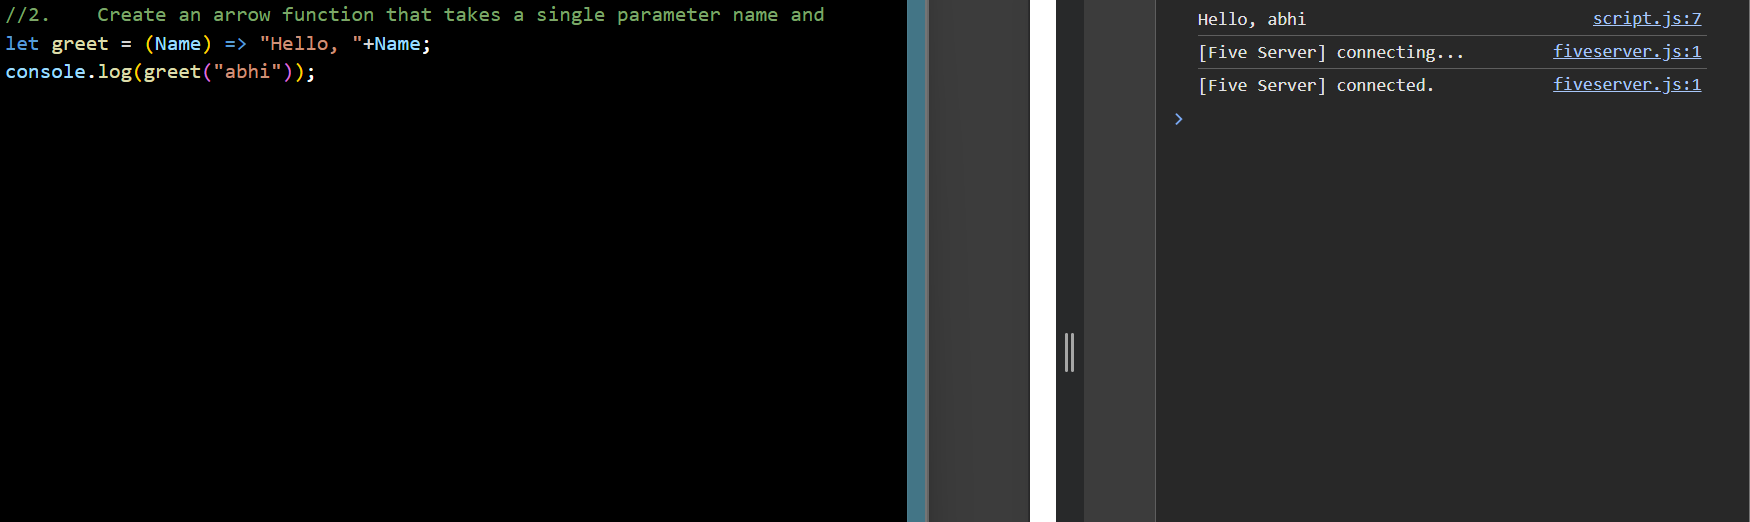 //2.    Create an arrow function that takes a single parameter name and
let greet = (Name) => "Hello, "+Name;
console.log(greet("abhi"));
Hello, abhi script.js:7
[Five Server] connecting... fiveserver.js:1
[Five Server] connected. fiveserver.js:1